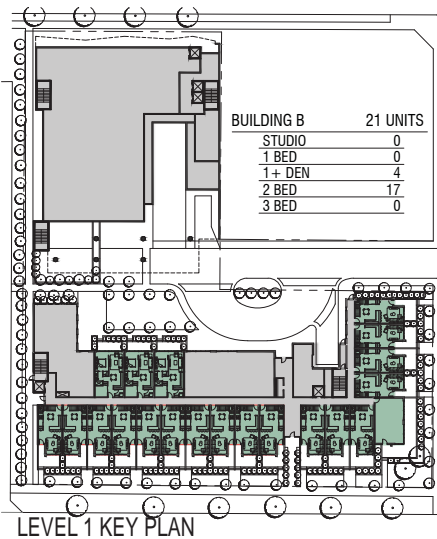 BUILDING B 21 UNITS
STUDIO 0
1 BED 0
1+ DEN 4
2 BED 17
3 BED 0
LEVEL 1 KEY PLAN